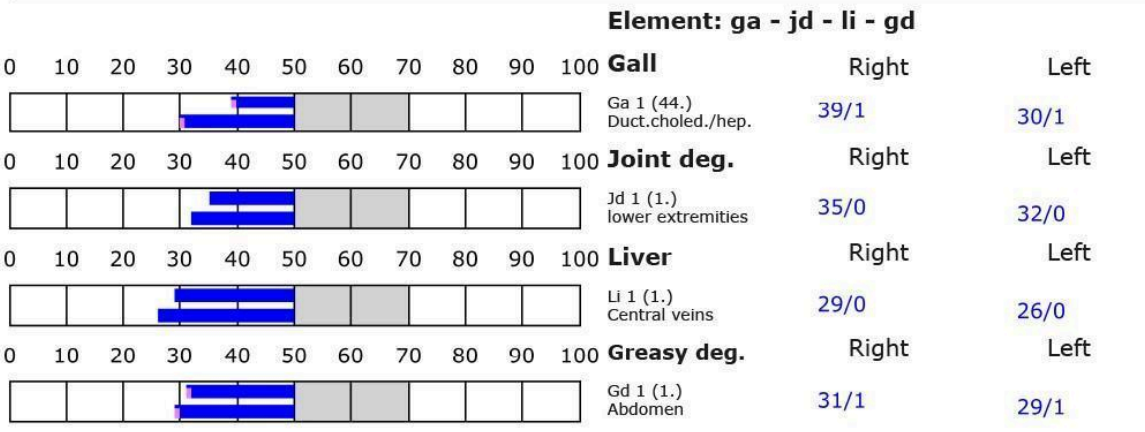 Element: ga - jd - li - gd
0 10 20 30 40 50 60 70 80 90 100 Gall Right Left
Ga 1 (44.)
Duct.choled./hep. 39/1 30/1
0 10 20 30 40 50 60 70 80 90 100 Joint deg. Right Left
Jd 1 (1.)
lower extremities 35/0 32/0
0 10 20 30 40 50 60 70 80 90 100 Liver Right Left
Li 1 (1.)
Central veins 29/0 26/0
0 10 20 30 40 50 60 70 80 90 100 Greasy deg. Right Left
Gd 1 (1.)
Abdomen 31/1 29/1